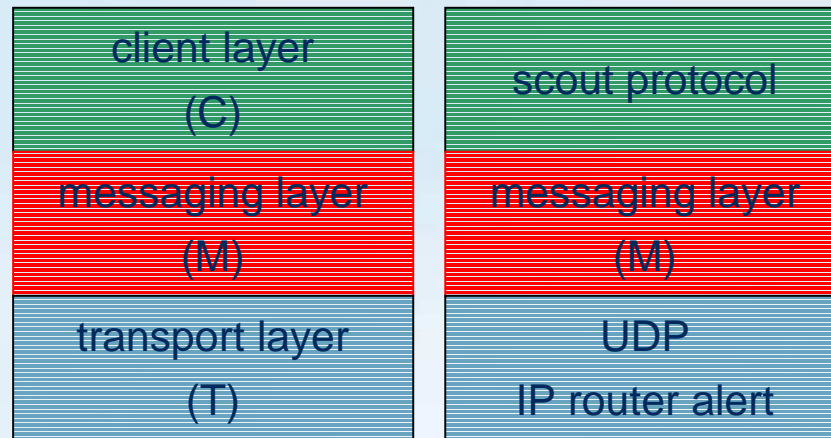 client layer
(C)
messaging layer
(M)
transport layer
(T)
scout protocol
messaging layer
(M)
UDP
IP router alert